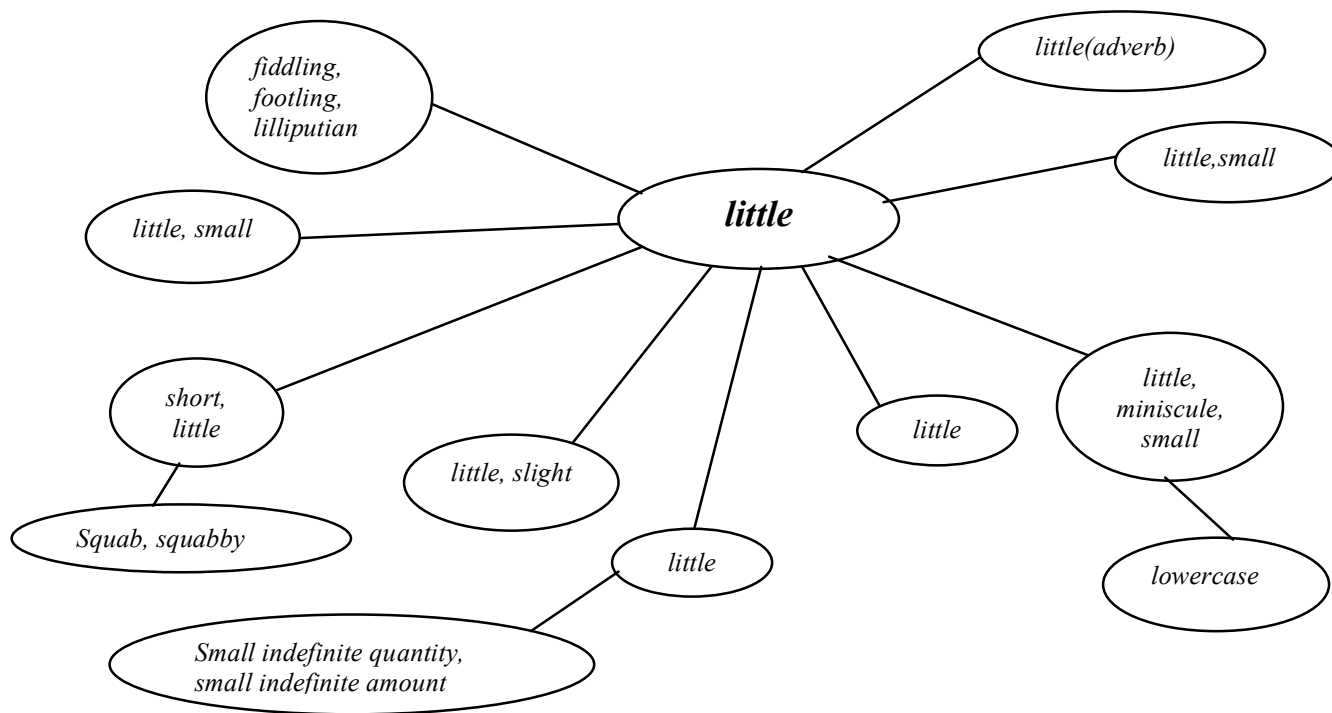 little(adverb)
fiddling,
footling,
lilliputian
little,small
little
little, small
short,
little
little, slight
little
little,
miniscule,
small
Squab, squabby
little
lowercase
Small indefinite quantity,
small indefinite amount